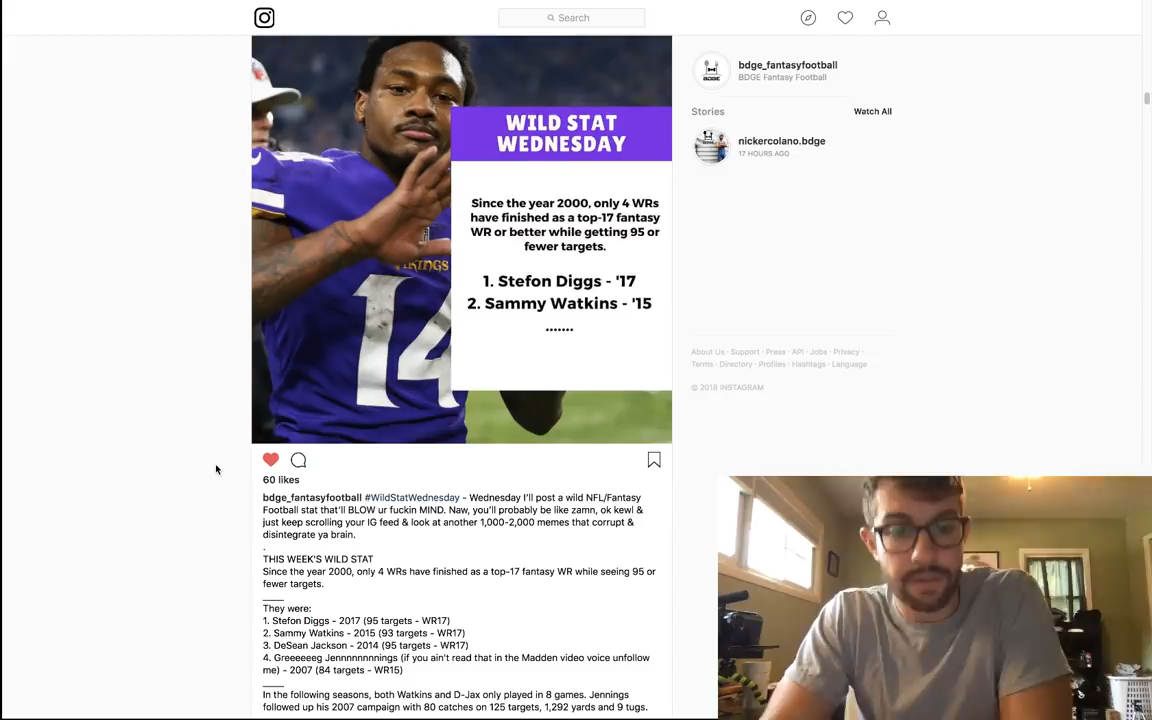 Search
WILD STAT
WEDNESDAY
Since the year 2000, only 4 WRs
have finished as a top-17 fantasy
WR or better while getting 95 or
fewer targets.
1. Stefon Diggs - '17
2. Sammy Watkins - '15
.......
VIKINGS
14
bdge_fantasyfootball
BDGE Fantasy Football
Stories
Watch All
nickercolano.bdge
17 HOURS AGO
About Us · Support · Press · API · Jobs · Privacy ·
Terms · Directory · Profiles · Hashtags · Language
© 2018 INSTAGRAM
60 likes
bdge_fantasyfootball #WildStatWednesday - Wednesday I'll post a wild NFL/Fantasy
Football stat that'll BLOW ur fuckin MIND. Naw, you'll probably be like zamn, ok kewl &
just keep scrolling your IG feed & look at another 1,000-2,000 memes that corrupt &
disintegrate ya brain.
.
THIS WEEK'S WILD STAT
Since the year 2000, only 4 WRs have finished as a top-17 fantasy WR while seeing 95 or
fewer targets.
____
They were:
1. Stefon Diggs - 2017 (95 targets - WR17)
2. Sammy Watkins - 2015 (93 targets - WR17)
3. DeSean Jackson - 2014 (95 targets - WR17)
4. Greeeeeeg Jennnnnnnnings (if you ain't read that in the Madden video voice unfollow
me) - 2007 (84 targets - WR15)
____
In the following seasons, both Watkins and D-Jax only played in 8 games. Jennings
followed up his 2007 campaign with 80 catches on 125 targets, 1,292 yards and 9 tugs.